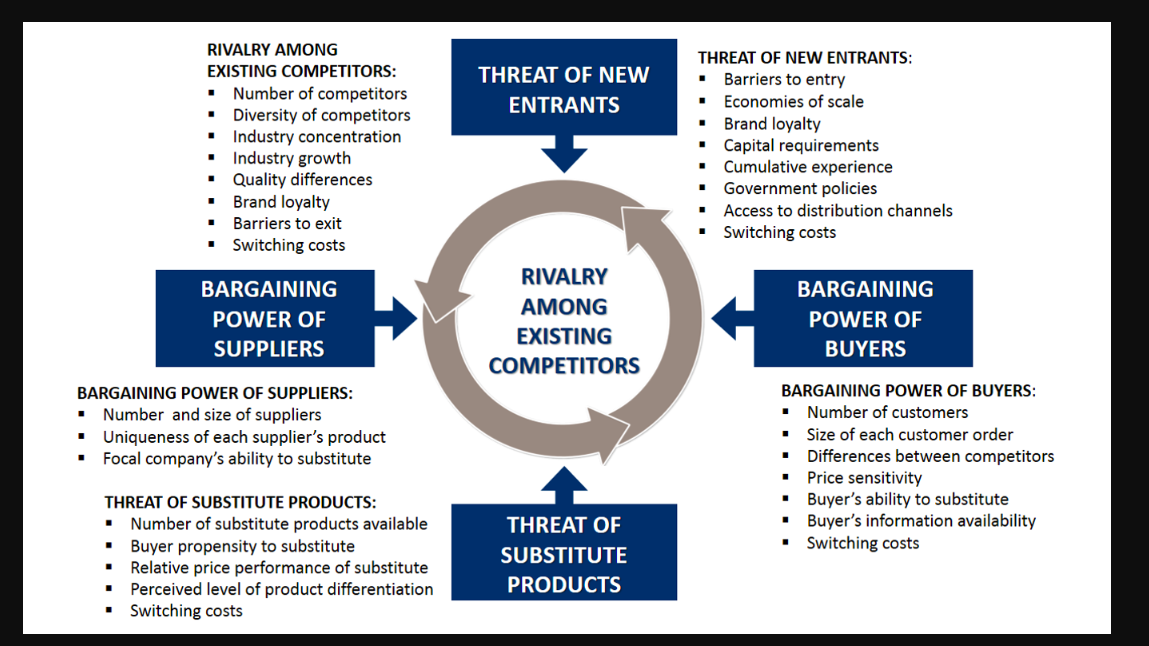 RIVALRY AMONG
EXISTING COMPETITORS:
▪ Number of competitors
▪ Diversity of competitors
▪ Industry concentration
▪ Industry growth
▪ Quality differences
▪ Brand loyalty
▪ Barriers to exit
▪ Switching costs
THREAT OF NEW
ENTRANTS
THREAT OF NEW ENTRANTS:
▪ Barriers to entry
▪ Economies of scale
▪ Brand loyalty
▪ Capital requirements
▪ Cumulative experience
▪ Government policies
▪ Access to distribution channels
▪ Switching costs
BARGAINING
POWER OF
SUPPLIERS
RIVALRY
AMONG
EXISTING
COMPETITORS
BARGAINING
POWER OF
BUYERS
BARGAINING POWER OF SUPPLIERS:
▪ Number and size of suppliers
▪ Uniqueness of each supplier's product
▪ Focal company's ability to substitute
THREAT OF SUBSTITUTE PRODUCTS:
▪ Number of substitute products available
▪ Buyer propensity to substitute
▪ Relative price performance of substitute
▪ Perceived level of product differentiation
▪ Switching costs
THREAT OF
SUBSTITUTE
PRODUCTS
BARGAINING POWER OF BUYERS:
▪ Number of customers
▪ Size of each customer order
▪ Differences between competitors
▪ Price sensitivity
▪ Buyer's ability to substitute
▪ Buyer's information availability
▪ Switching costs